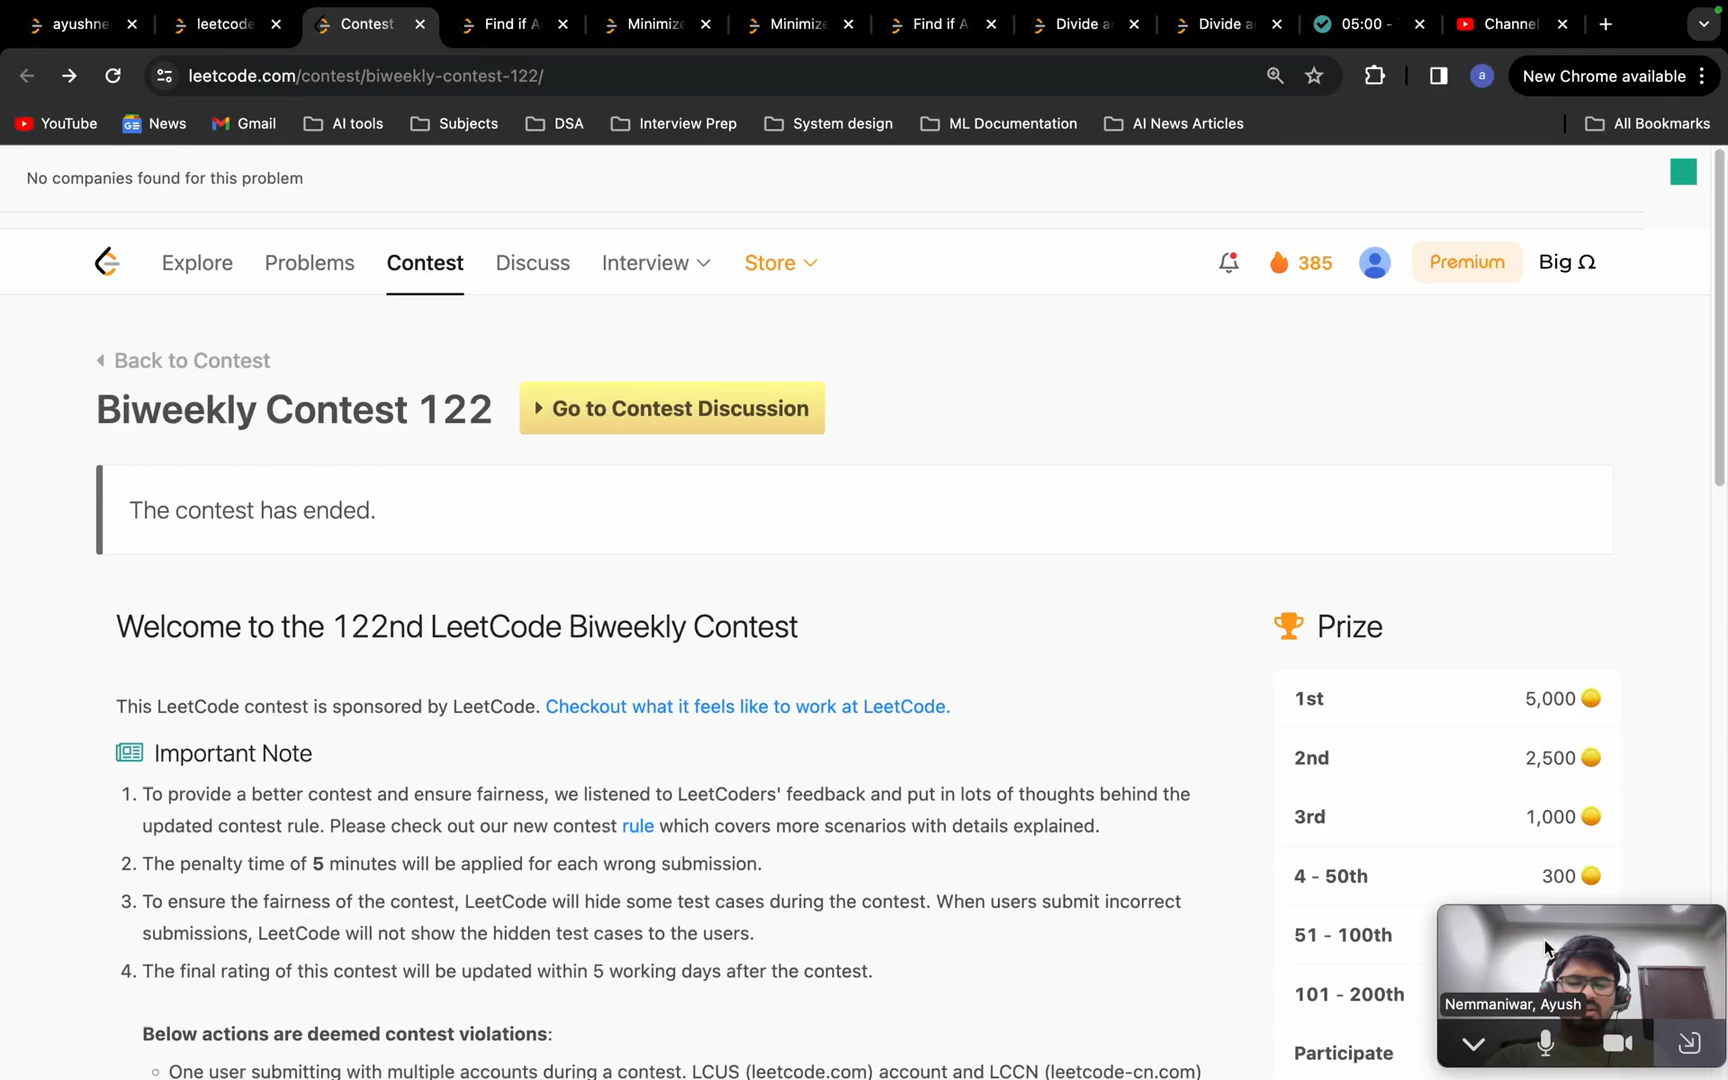 ayushne
leetcod
Contest
Find if A
Minimize
Minimize
Find if A
Divide a
Divide a
05:00 -
Channel
leetcode.com/contest/biweekly-contest-122/
a
New Chrome available
YouTube
News
Gmail
AI tools
Subjects
DSA
Interview Prep
System design
ML Documentation
AI News Articles
All Bookmarks
No companies found for this problem
Explore
Problems
Contest
Discuss
Interview
Store
385
Premium
Big Ω
Back to Contest
Biweekly Contest 122
Go to Contest Discussion
The contest has ended.
Welcome to the 122nd LeetCode Biweekly Contest
This LeetCode contest is sponsored by LeetCode. Checkout what it feels like to work at LeetCode.
Important Note
1. To provide a better contest and ensure fairness, we listened to LeetCoders' feedback and put in lots of thoughts behind the
updated contest rule. Please check out our new contest rule which covers more scenarios with details explained.
2. The penalty time of 5 minutes will be applied for each wrong submission.
3. To ensure the fairness of the contest, LeetCode will hide some test cases during the contest. When users submit incorrect
submissions, LeetCode will not show the hidden test cases to the users.
4. The final rating of this contest will be updated within 5 working days after the contest.
Below actions are deemed contest violations:
One user submitting with multiple accounts during a contest. LCUS (leetcode.com) account and LCCN (leetcode-cn.com)
Prize
1st 5,000
2nd 2,500
3rd 1,000
4 - 50th 300
51 - 100th
101 - 200th
Participate
Nemmaniwar, Ayush